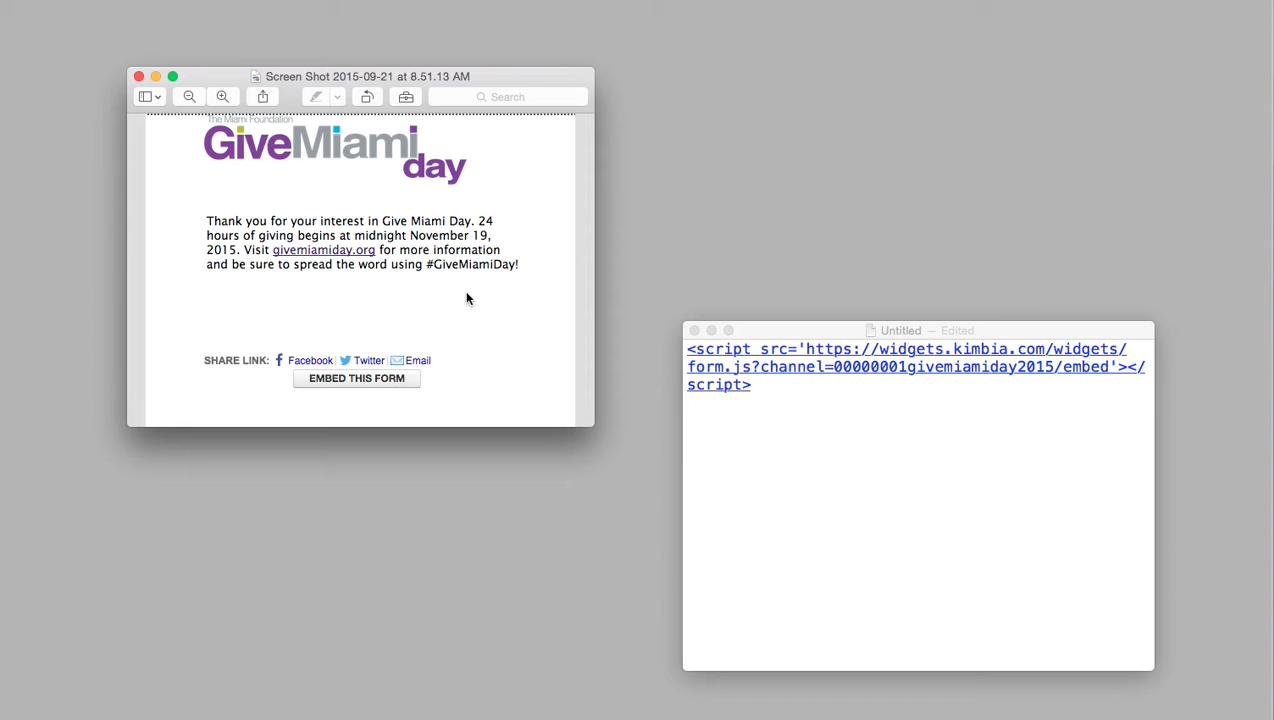 Screen Shot 2015-09-21 at 8.51.13 AM
Search
The Miami Foundation
GiveMiami
day
Thank you for your interest in Give Miami Day. 24
hours of giving begins at midnight November 19,
2015. Visit givemiamiday.org for more information
and be sure to spread the word using #GiveMiamiDay!
SHARE LINK: Facebook Twitter Email
EMBED THIS FORM
Untitled — Edited
<script src='https://widgets.kimbia.com/widgets/
form.js?channel=00000001givemiamiday2015/embed'></
script>